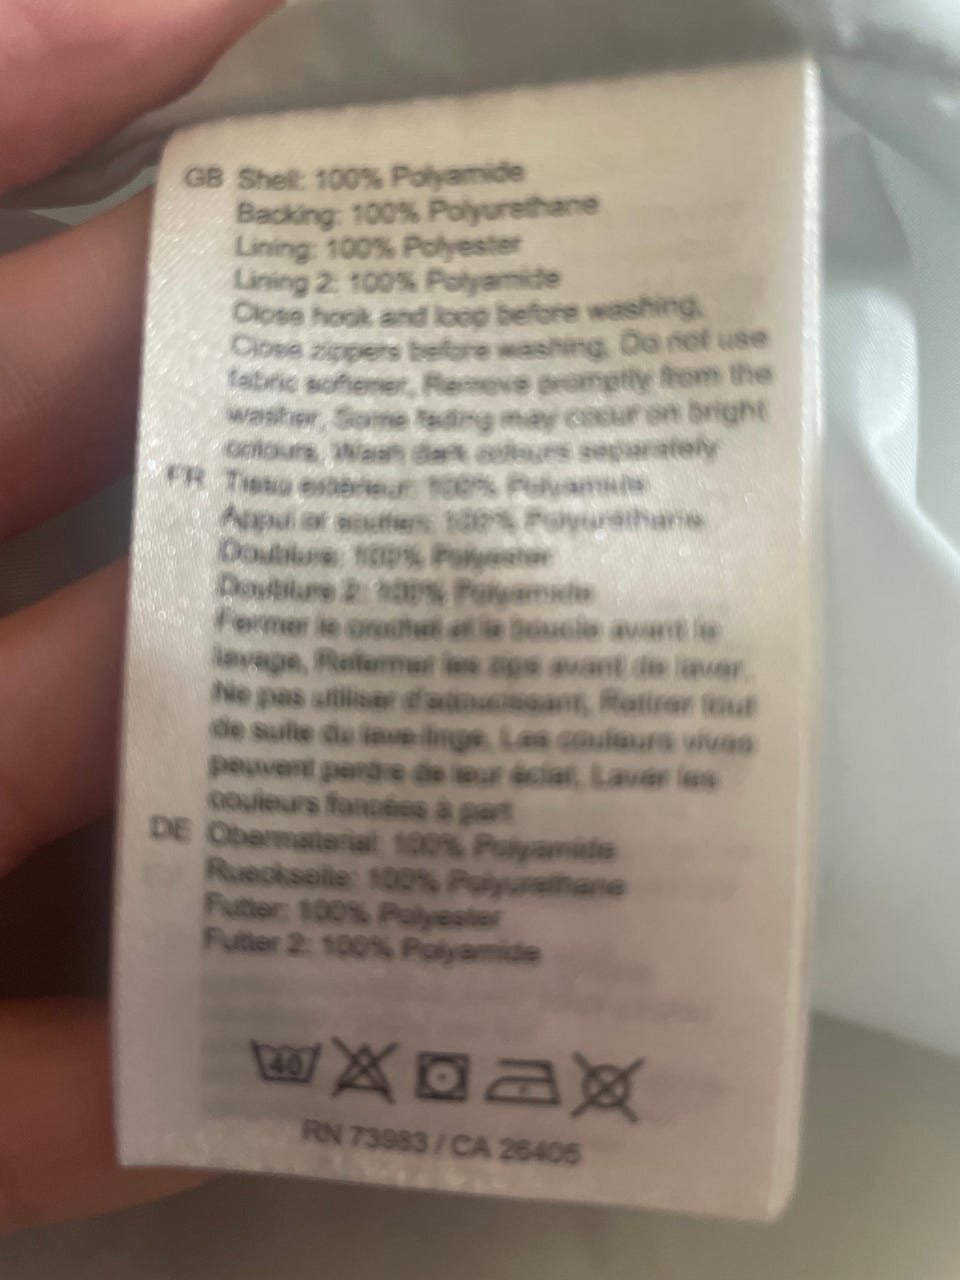 GB Shell: 100% Polyamide
Backing: 100% Polyurethane
Lining: 100% Polyester
Lining 2: 100% Polyamide
Close hook and loop before washing,
Close zippers before washing, Do not use
fabric softener, Remove promptly from the
washer, Some fading may occur on bright
colours, Wash dark colours separately
FR Tissu extérieur: 100% Polyamide
Appui of soutien: 100% Polyuréthane
Doublure: 100% Polyester
Doublure 2: 100% Polyamide
Fermer le crochet et la boucle avant le
lavage, Refermer les zips avant de laver,
Ne pas utiliser d'adoucissant, Retirer tout
de suite du lave-linge, Les couleurs vives
peuvent perdre de leur éclat, Laver les
couleurs foncées à part
DE Obermaterial: 100% Polyamide
Rueckseite: 100% Polyurethane
Futter: 100% Polyester
Futter 2: 100% Polyamide
40
RN 73983 / CA 26405